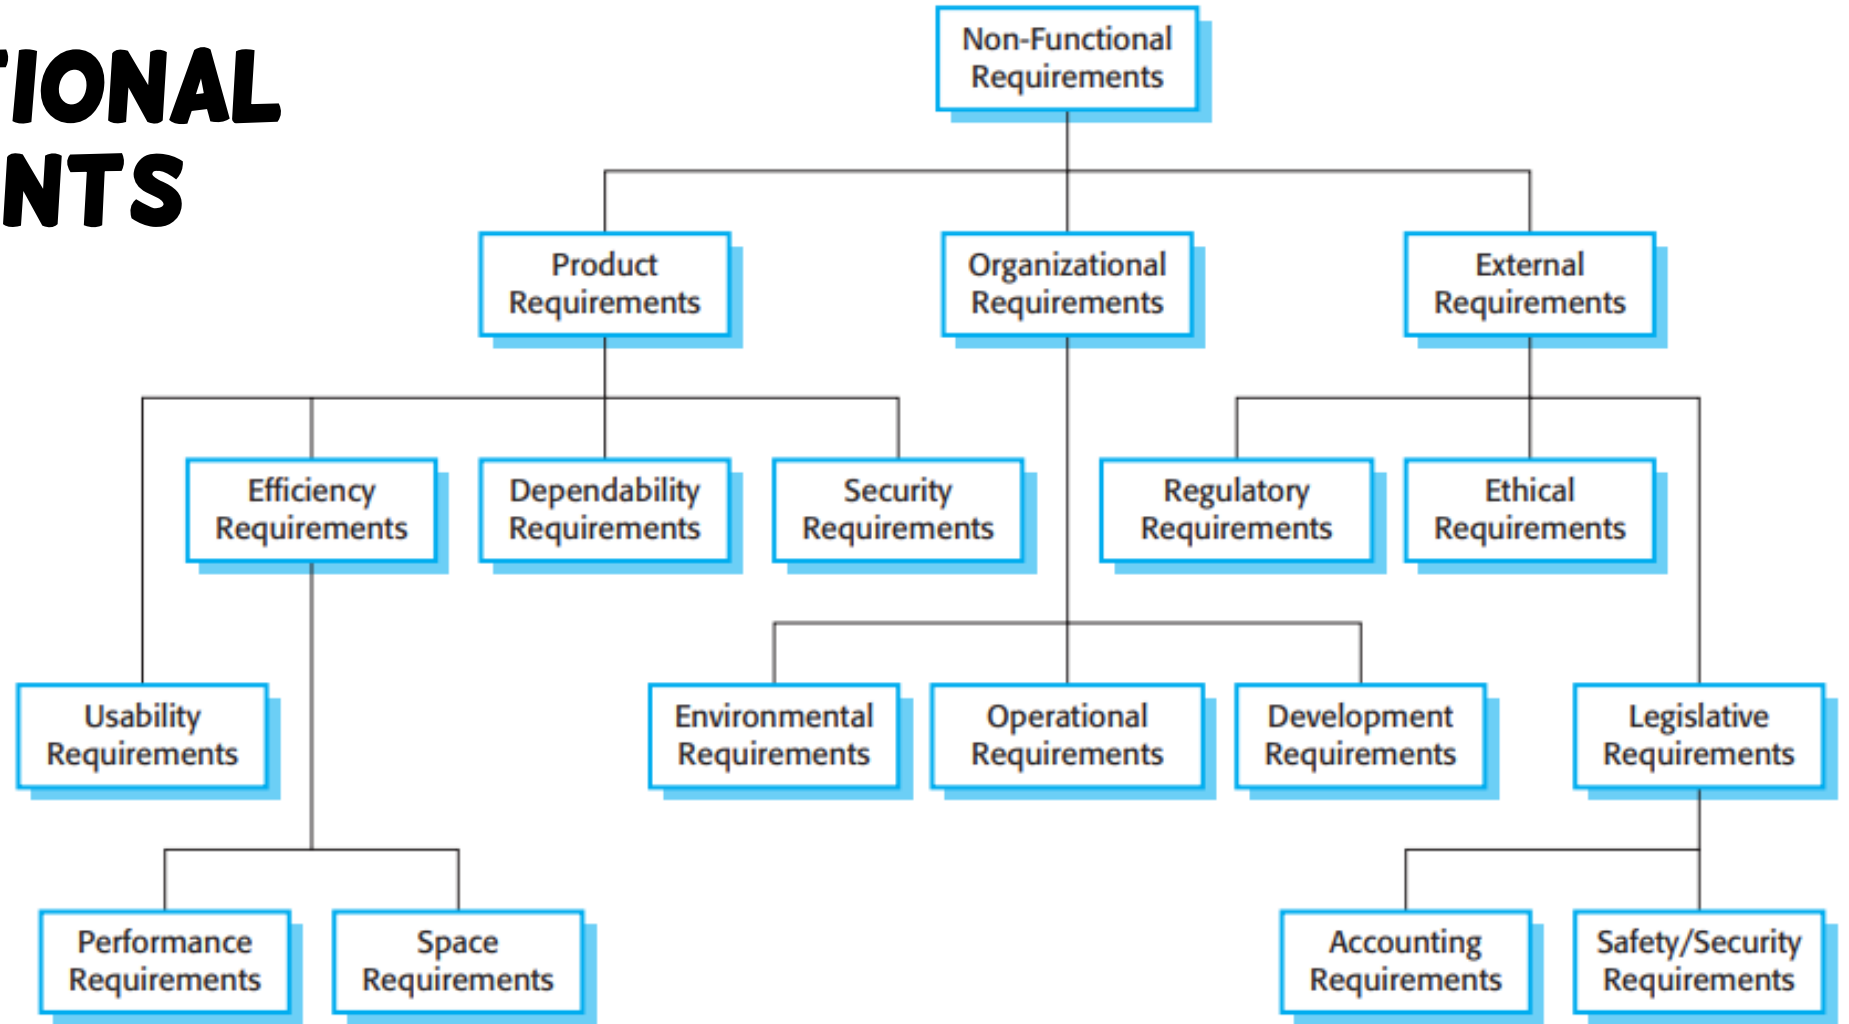 TIONAL
NTS
Non-Functional
Requirements
Product
Requirements
Organizational
Requirements
External
Requirements
Efficiency
Requirements
Dependability
Requirements
Security
Requirements
Regulatory
Requirements
Ethical
Requirements
Usability
Requirements
Environmental
Requirements
Operational
Requirements
Development
Requirements
Legislative
Requirements
Performance
Requirements
Space
Requirements
Accounting
Requirements
Safety/Security
Requirements